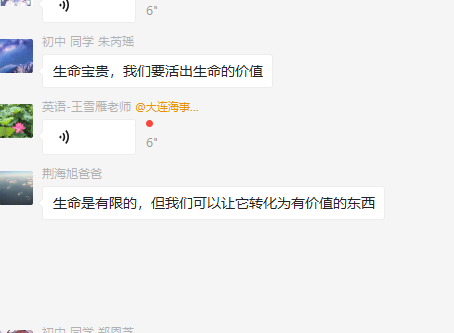 6"
初中 同学 朱芮瑶
生命宝贵，我们要活出生命的价值
英语-王雪雁老师 @大连海事...
6"
荆海旭爸爸
生命是有限的，但我们可以让它转化为有价值的东西
初中 同学 郑恩芝